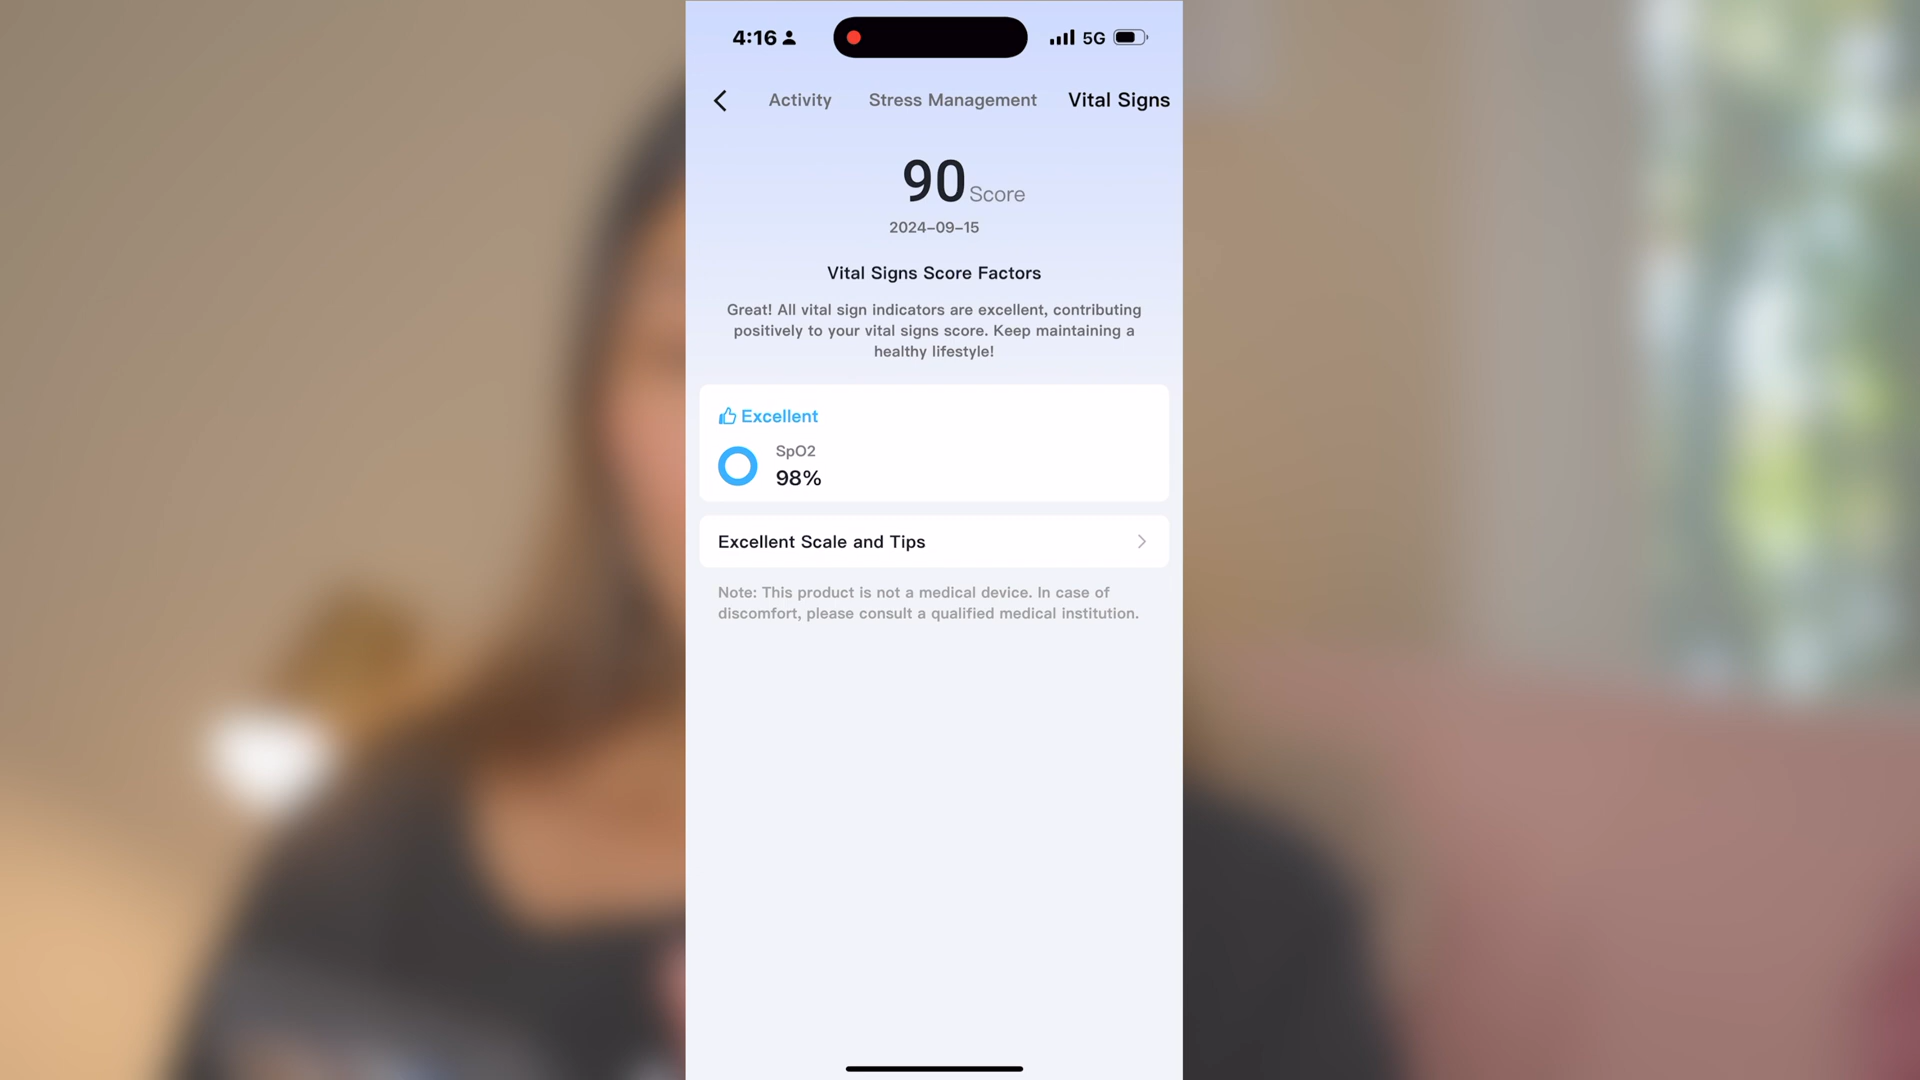 4:16
5G
Activity
Stress Management
Vital Signs
90 Score
2024-09-15
Vital Signs Score Factors
Great! All vital sign indicators are excellent, contributing
positively to your vital signs score. Keep maintaining a
healthy lifestyle!
Excellent
SpO2
98%
Excellent Scale and Tips
Note: This product is not a medical device. In case of
discomfort, please consult a qualified medical institution.